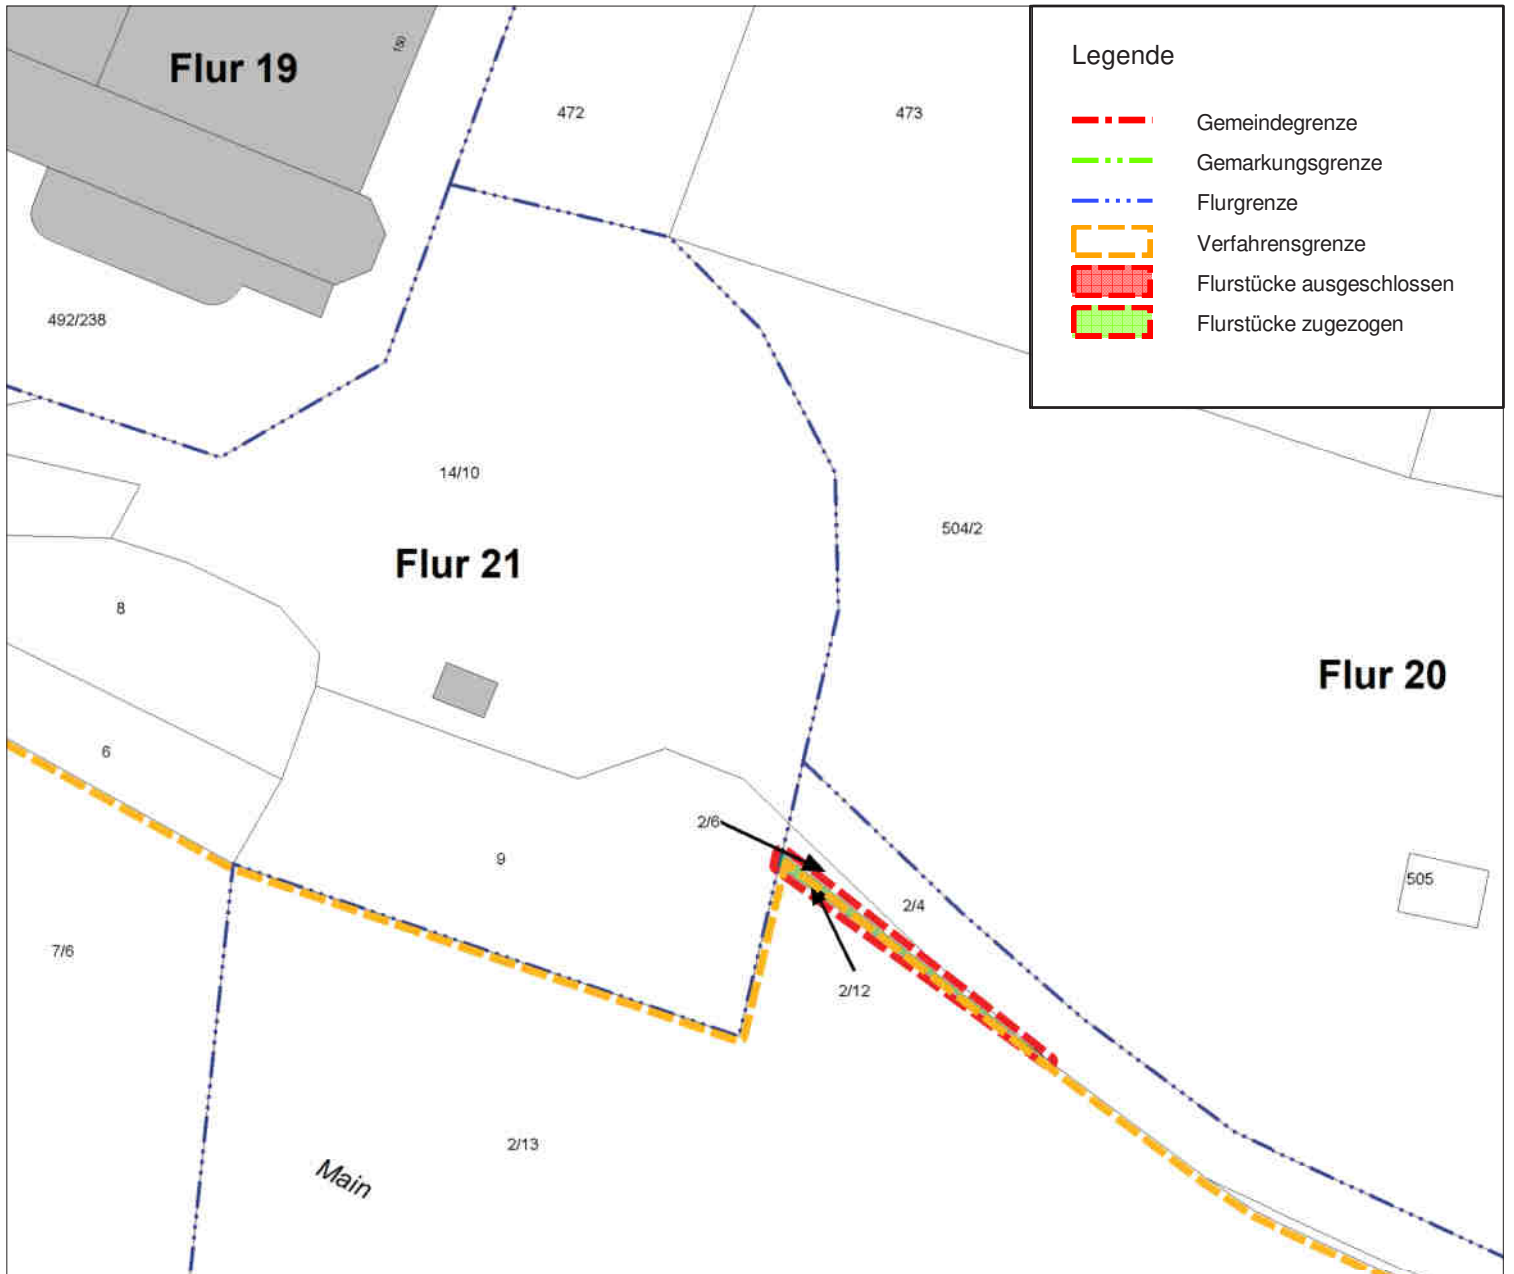 Flur 19
150
472
473
Legende
Gemeindegrenze
Gemarkungsgrenze
Flurgrenze
Verfahrensgrenze
Flurstücke ausgeschlossen
Flurstücke zugezogen
492/238
14/10
504/2
Flur 21
8
Flur 20
6
2/6
9
505
2/4
7/6
2/12
2/13
Main